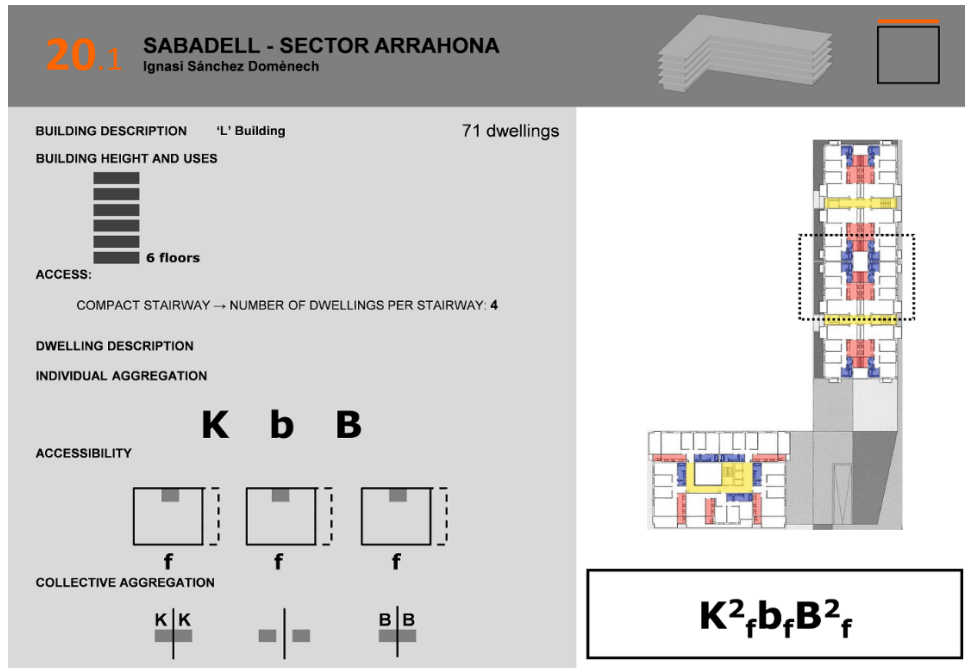 20.1 SABADELL - SECTOR ARRAHONA
Ignasi Sánchez Domènech
BUILDING DESCRIPTION 'L' Building 71 dwellings
BUILDING HEIGHT AND USES
6 floors
ACCESS:
COMPACT STAIRWAY → NUMBER OF DWELLINGS PER STAIRWAY: 4
DWELLING DESCRIPTION
INDIVIDUAL AGGREGATION
K b B
ACCESSIBILITY
f f f
COLLECTIVE AGGREGATION
K K B B
K²fbfB²f